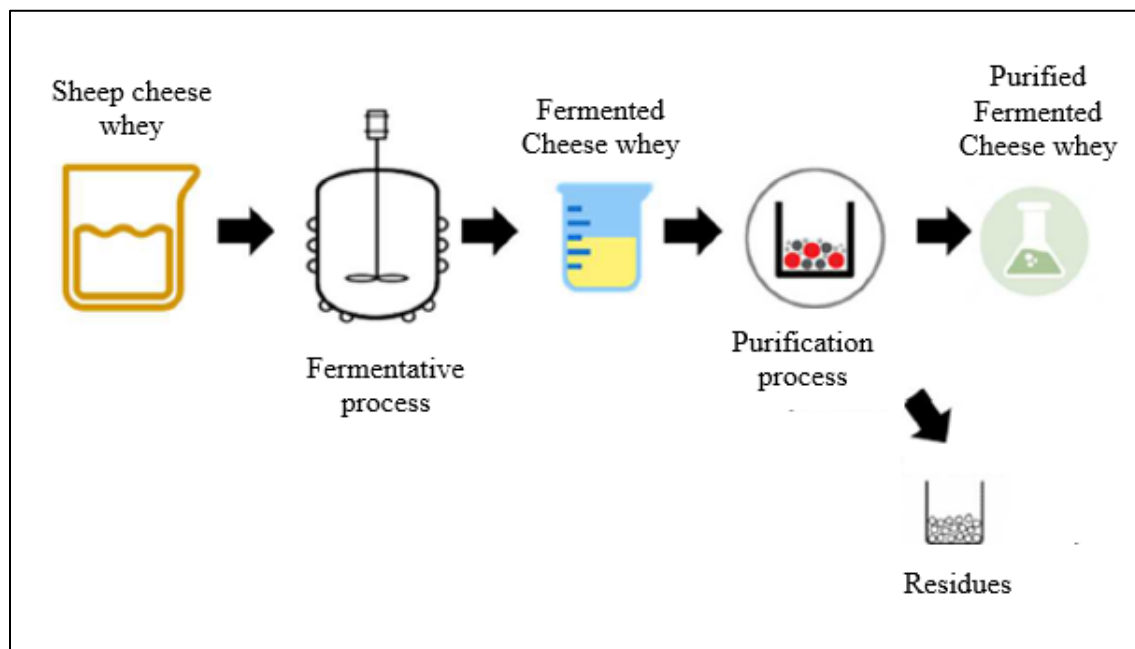 Sheep cheese
whey
Fermentative
process
Fermented
Cheese whey
Purification
process
Purified
Fermented
Cheese whey
Residues